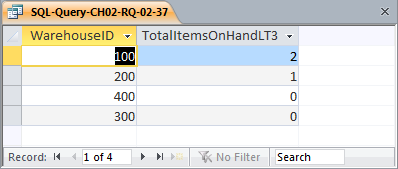 SQL-Query-CH02-RQ-02-37
WarehouseID TotalItemsOnHandLT3
100 2
200 1
400 0
300 0
Record: 1 of 4 No Filter Search